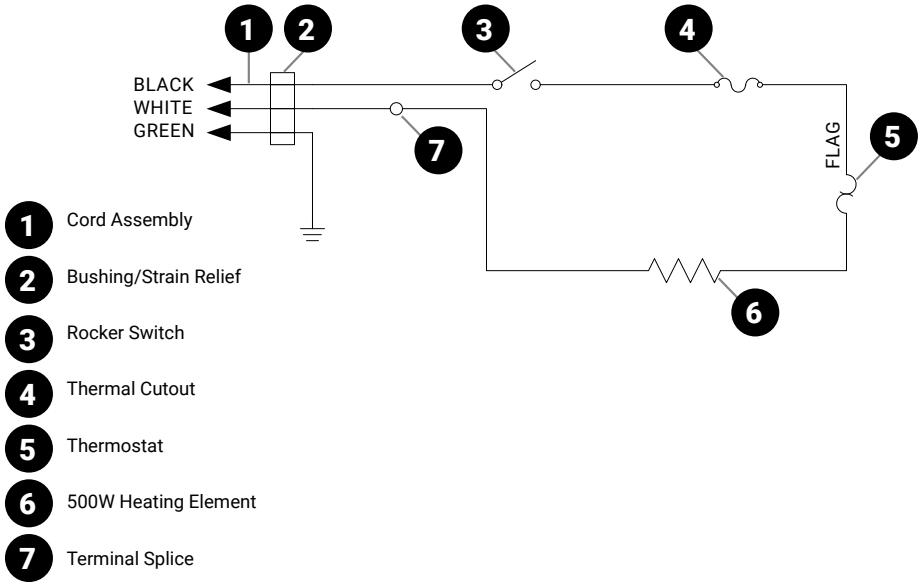 1 2 3 4
BLACK
WHITE
GREEN
FLAG
5
7
6
1 Cord Assembly
2 Bushing/Strain Relief
3 Rocker Switch
4 Thermal Cutout
5 Thermostat
6 500W Heating Element
7 Terminal Splice